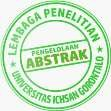 LEMBAGA PENELITIAN
PENGELOLAAN
ABSTRAK
UNIVERSITAS ICHSAN GORONTALO